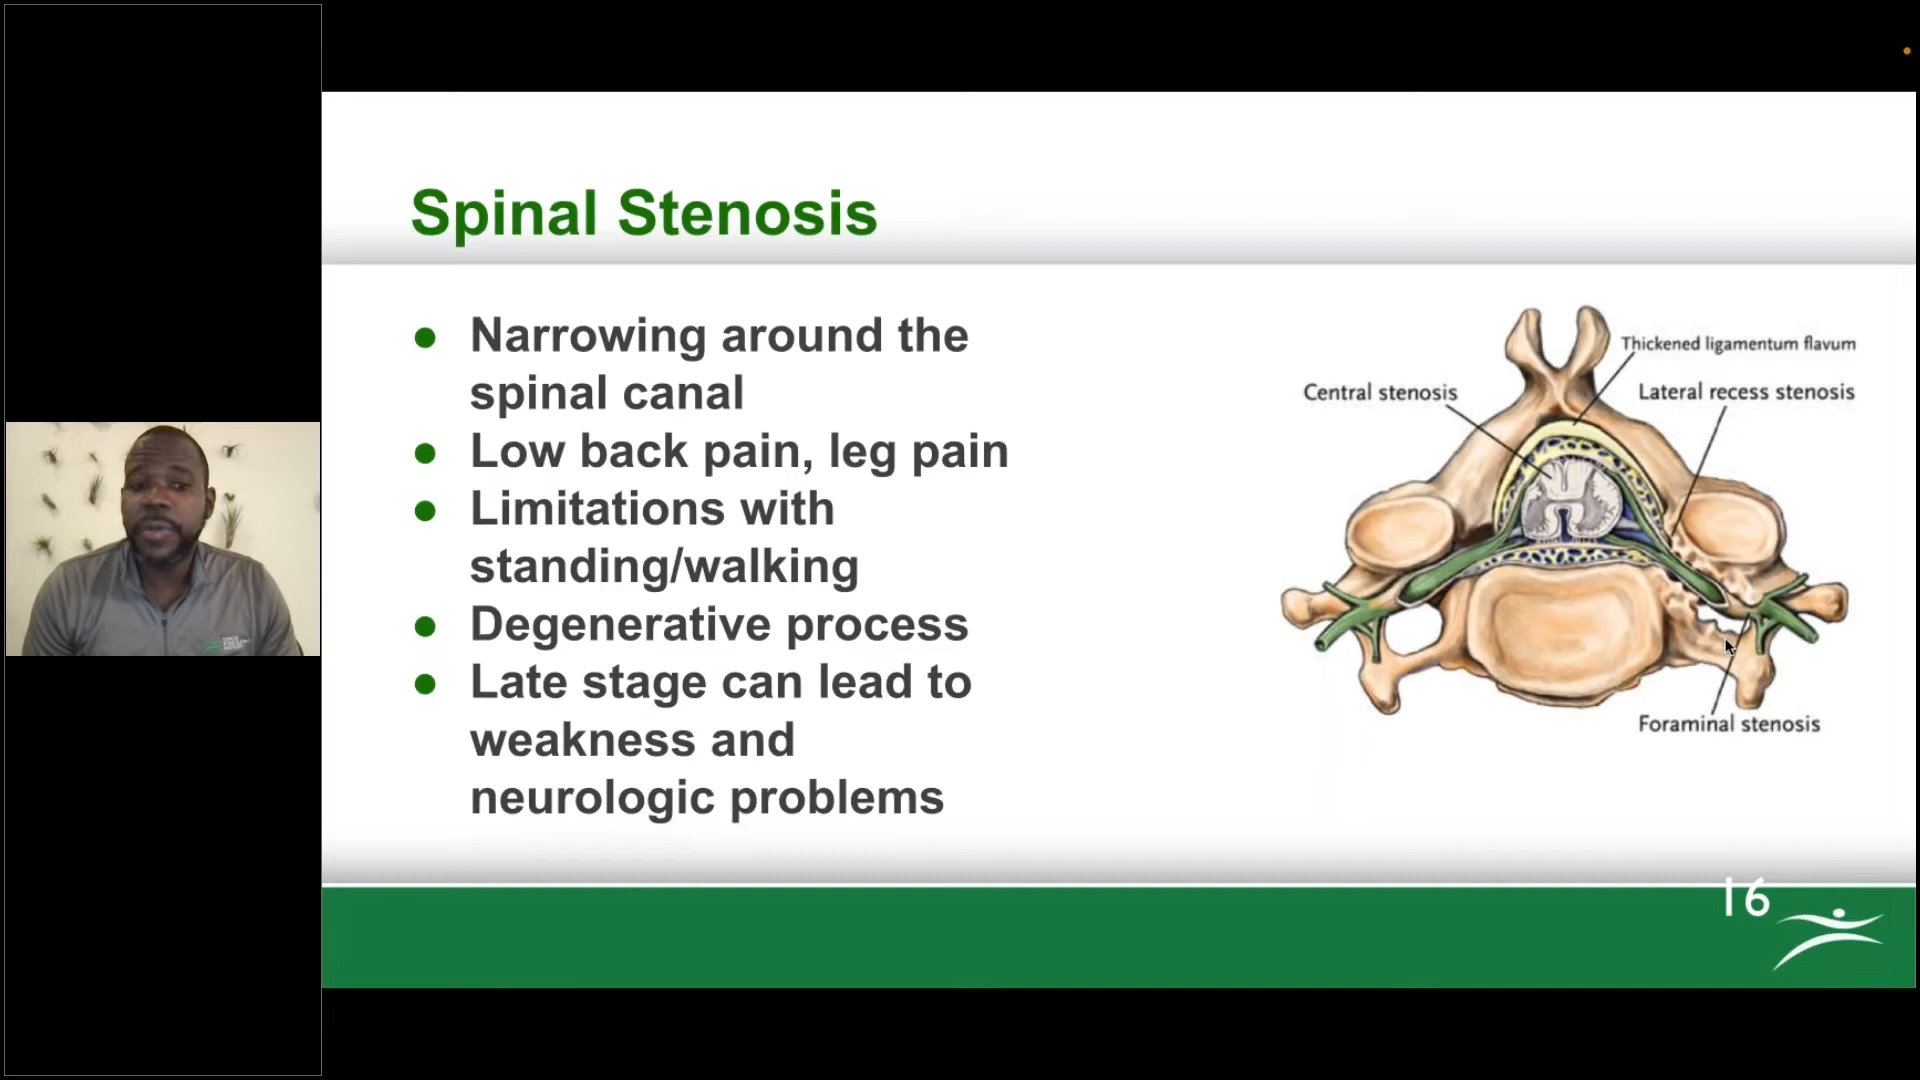 Spinal Stenosis
Narrowing around the
spinal canal
Low back pain, leg pain
Limitations with
standing/walking
Degenerative process
Late stage can lead to
weakness and
neurologic problems
Thickened ligamentum flavum
Central stenosis
Lateral recess stenosis
Foraminal stenosis
16